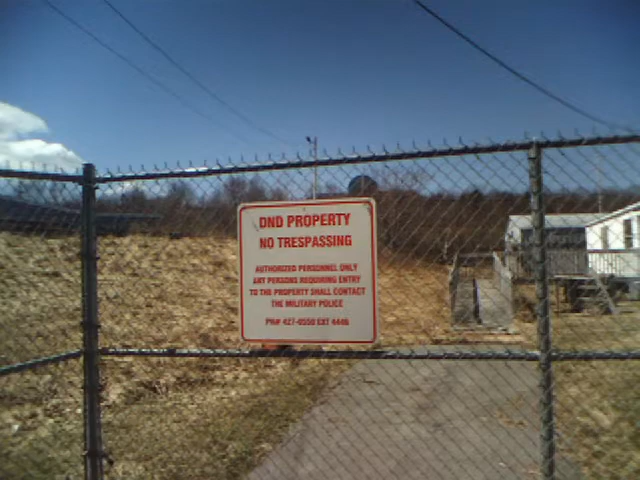 DND PROPERTY
NO TRESPASSING
AUTHORIZED PERSONNEL ONLY
ANY PERSONS REQUIRING ENTRY
TO THE PROPERTY SHALL CONTACT
THE MILITARY POLICE
PH# 427-0550 EXT 4446